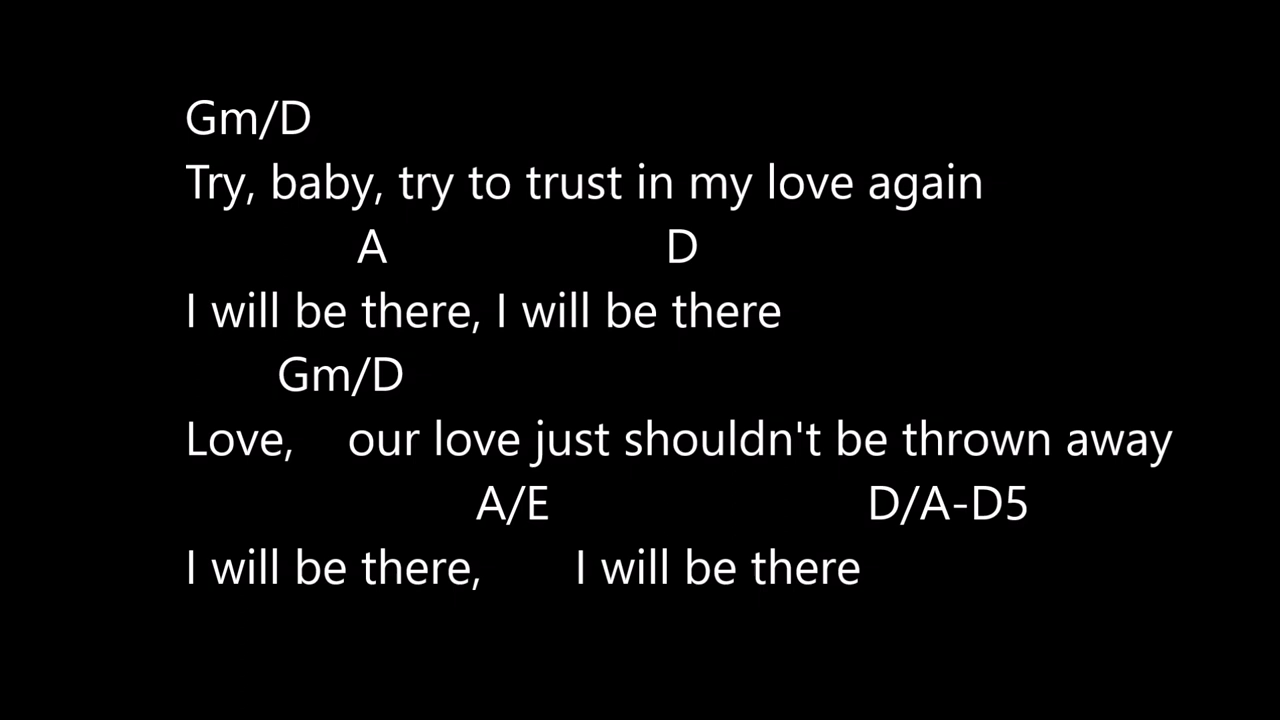 Gm/D
Try, baby, try to trust in my love again
A D
I will be there, I will be there
Gm/D
Love, our love just shouldn't be thrown away
A/E D/A-D5
I will be there, I will be there